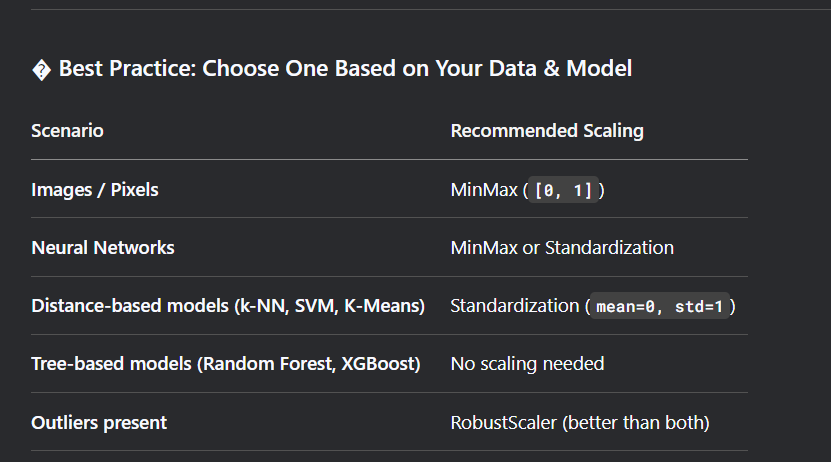 � Best Practice: Choose One Based on Your Data & Model
Scenario Recommended Scaling
Images / Pixels MinMax ([0, 1])
Neural Networks MinMax or Standardization
Distance-based models (k-NN, SVM, K-Means) Standardization (mean=0, std=1)
Tree-based models (Random Forest, XGBoost) No scaling needed
Outliers present RobustScaler (better than both)